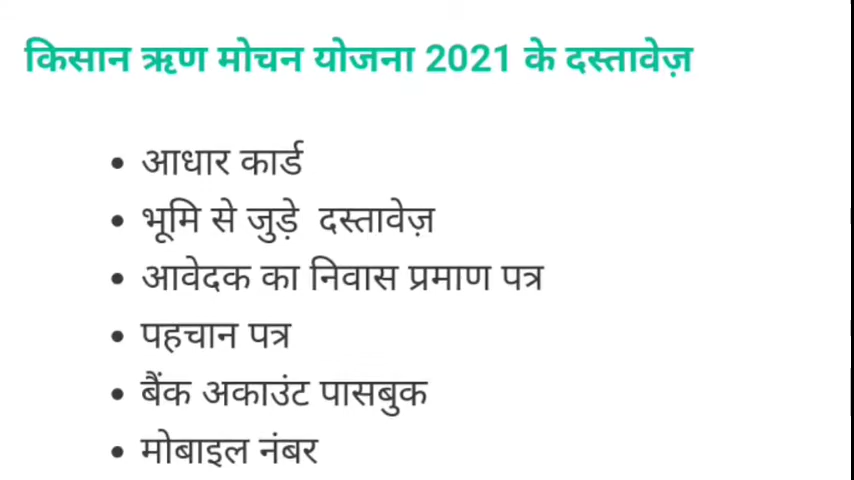 किसान ऋण मोचन योजना 2021 के दस्तावेज़
• आधार कार्ड
• भूमि से जुड़े दस्तावेज़
• आवेदक का निवास प्रमाण पत्र
• पहचान पत्र
• बैंक अकाउंट पासबुक
• मोबाइल नंबर